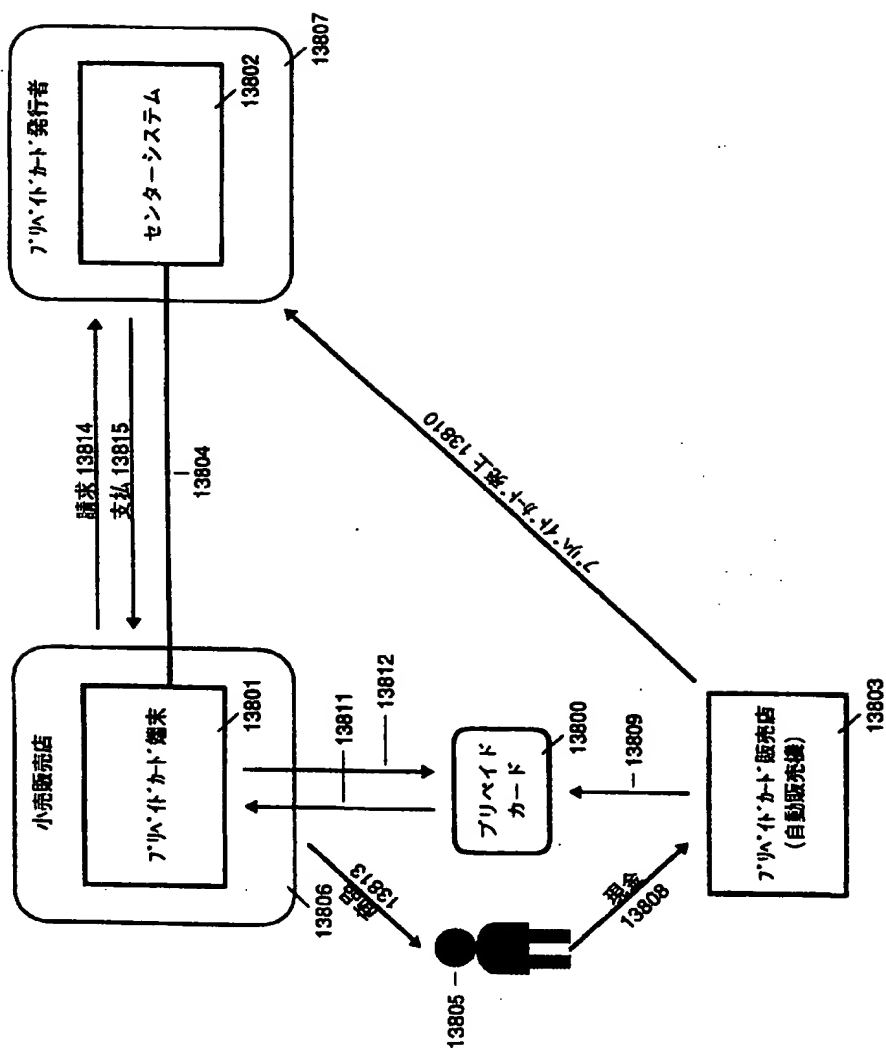 プリペイドカード発行者
センターシステム
13802
13807
請求 13814
支払 13815
13804
小売販売店
プリペイドカード端末
13801
13806
13811
13812
商品
13813
プリペイド
カード
13800
13805
現金
13808
13809
プリペイドカード売上 13810
プリペイドカード販売店
(自動販売機)
13803